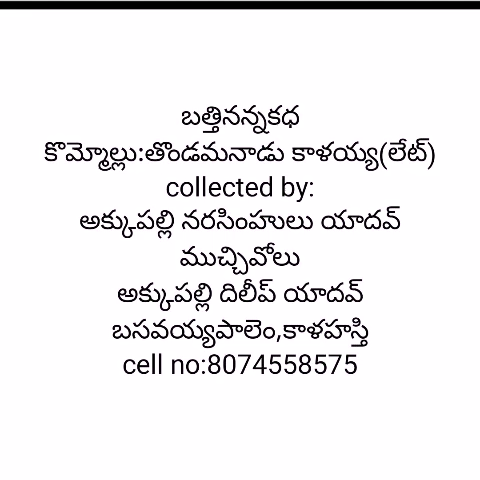 బత్తినన్నకధ
కొమ్మోల్లు:తొండమనాడు కాళయ్య(లేట్)
collected by:
అక్కుపల్లి నరసింహులు యాదవ్
ముచ్చివోలు
అక్కుపల్లి దిలీప్ యాదవ్
బసవయ్యపాలెం,కాళహస్తి
cell no:8074558575